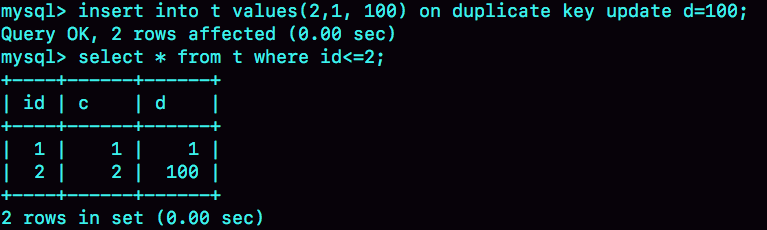 mysql> insert into t values(2,1, 100) on duplicate key update d=100;
Query OK, 2 rows affected (0.00 sec)
mysql> select * from t where id<=2;
+----+------+------+
| id | c    | d    |
+----+------+------+
|  1 |    1 |    1 |
|  2 |    2 |  100 |
+----+------+------+
2 rows in set (0.00 sec)